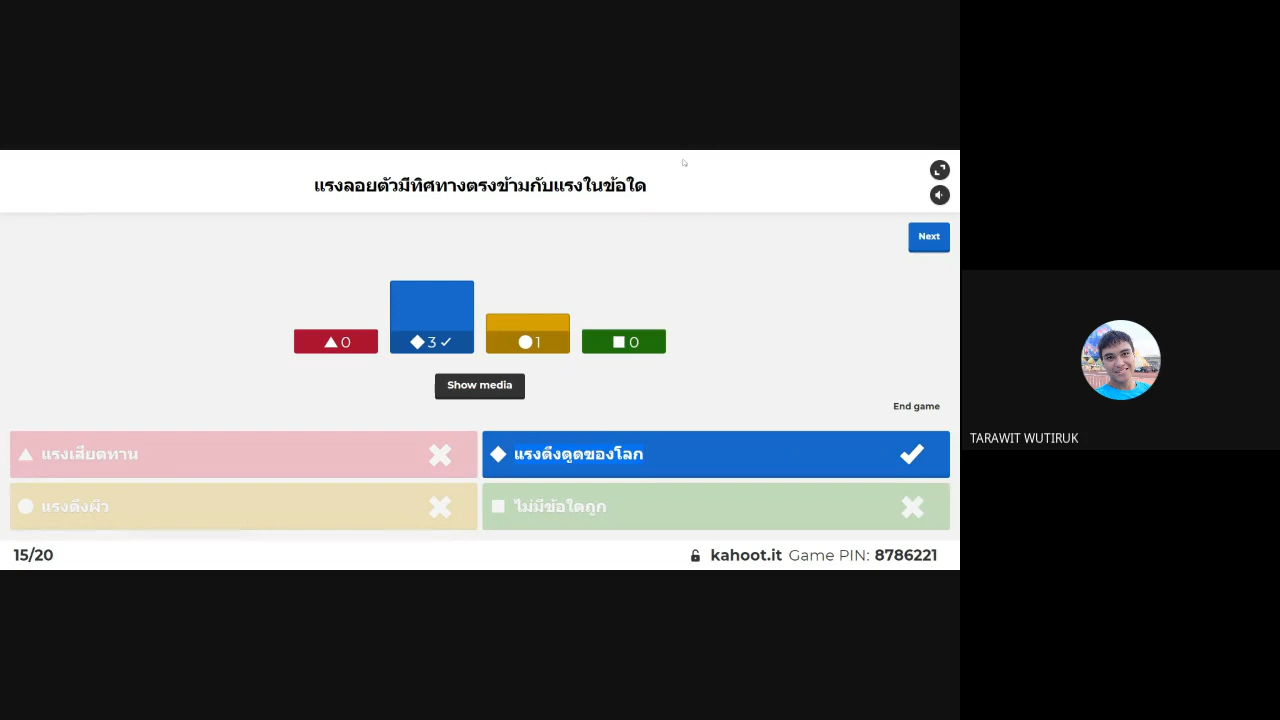 แรงลอยตัวมีทิศทางตรงข้ามกับแรงในข้อใด
Next
0
3
1
0
Show media
End game
แรงเสียดทาน
แรงดึงดูดของโลก
แรงดึงผิว
ไม่มีข้อใดถูก
15/20
kahoot.it Game PIN: 8786221
TARAWIT WUTIRUK